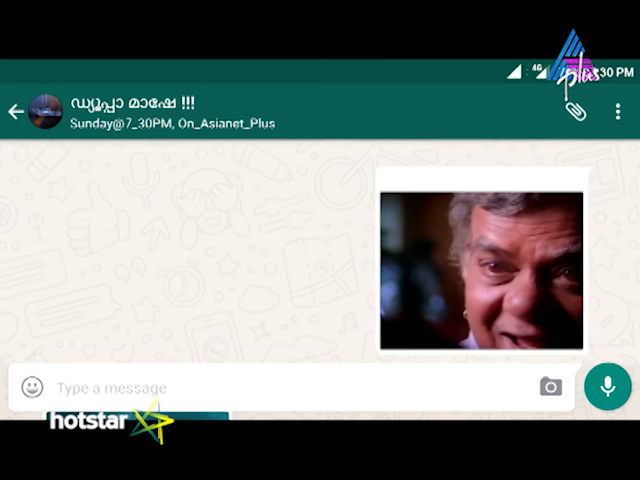 plus
4G
:30 PM
ഡ്യൂപ്പാ മാഷേ !!!
Sunday@7_30PM, On_Asianet_Plus
Type a message
hotstar